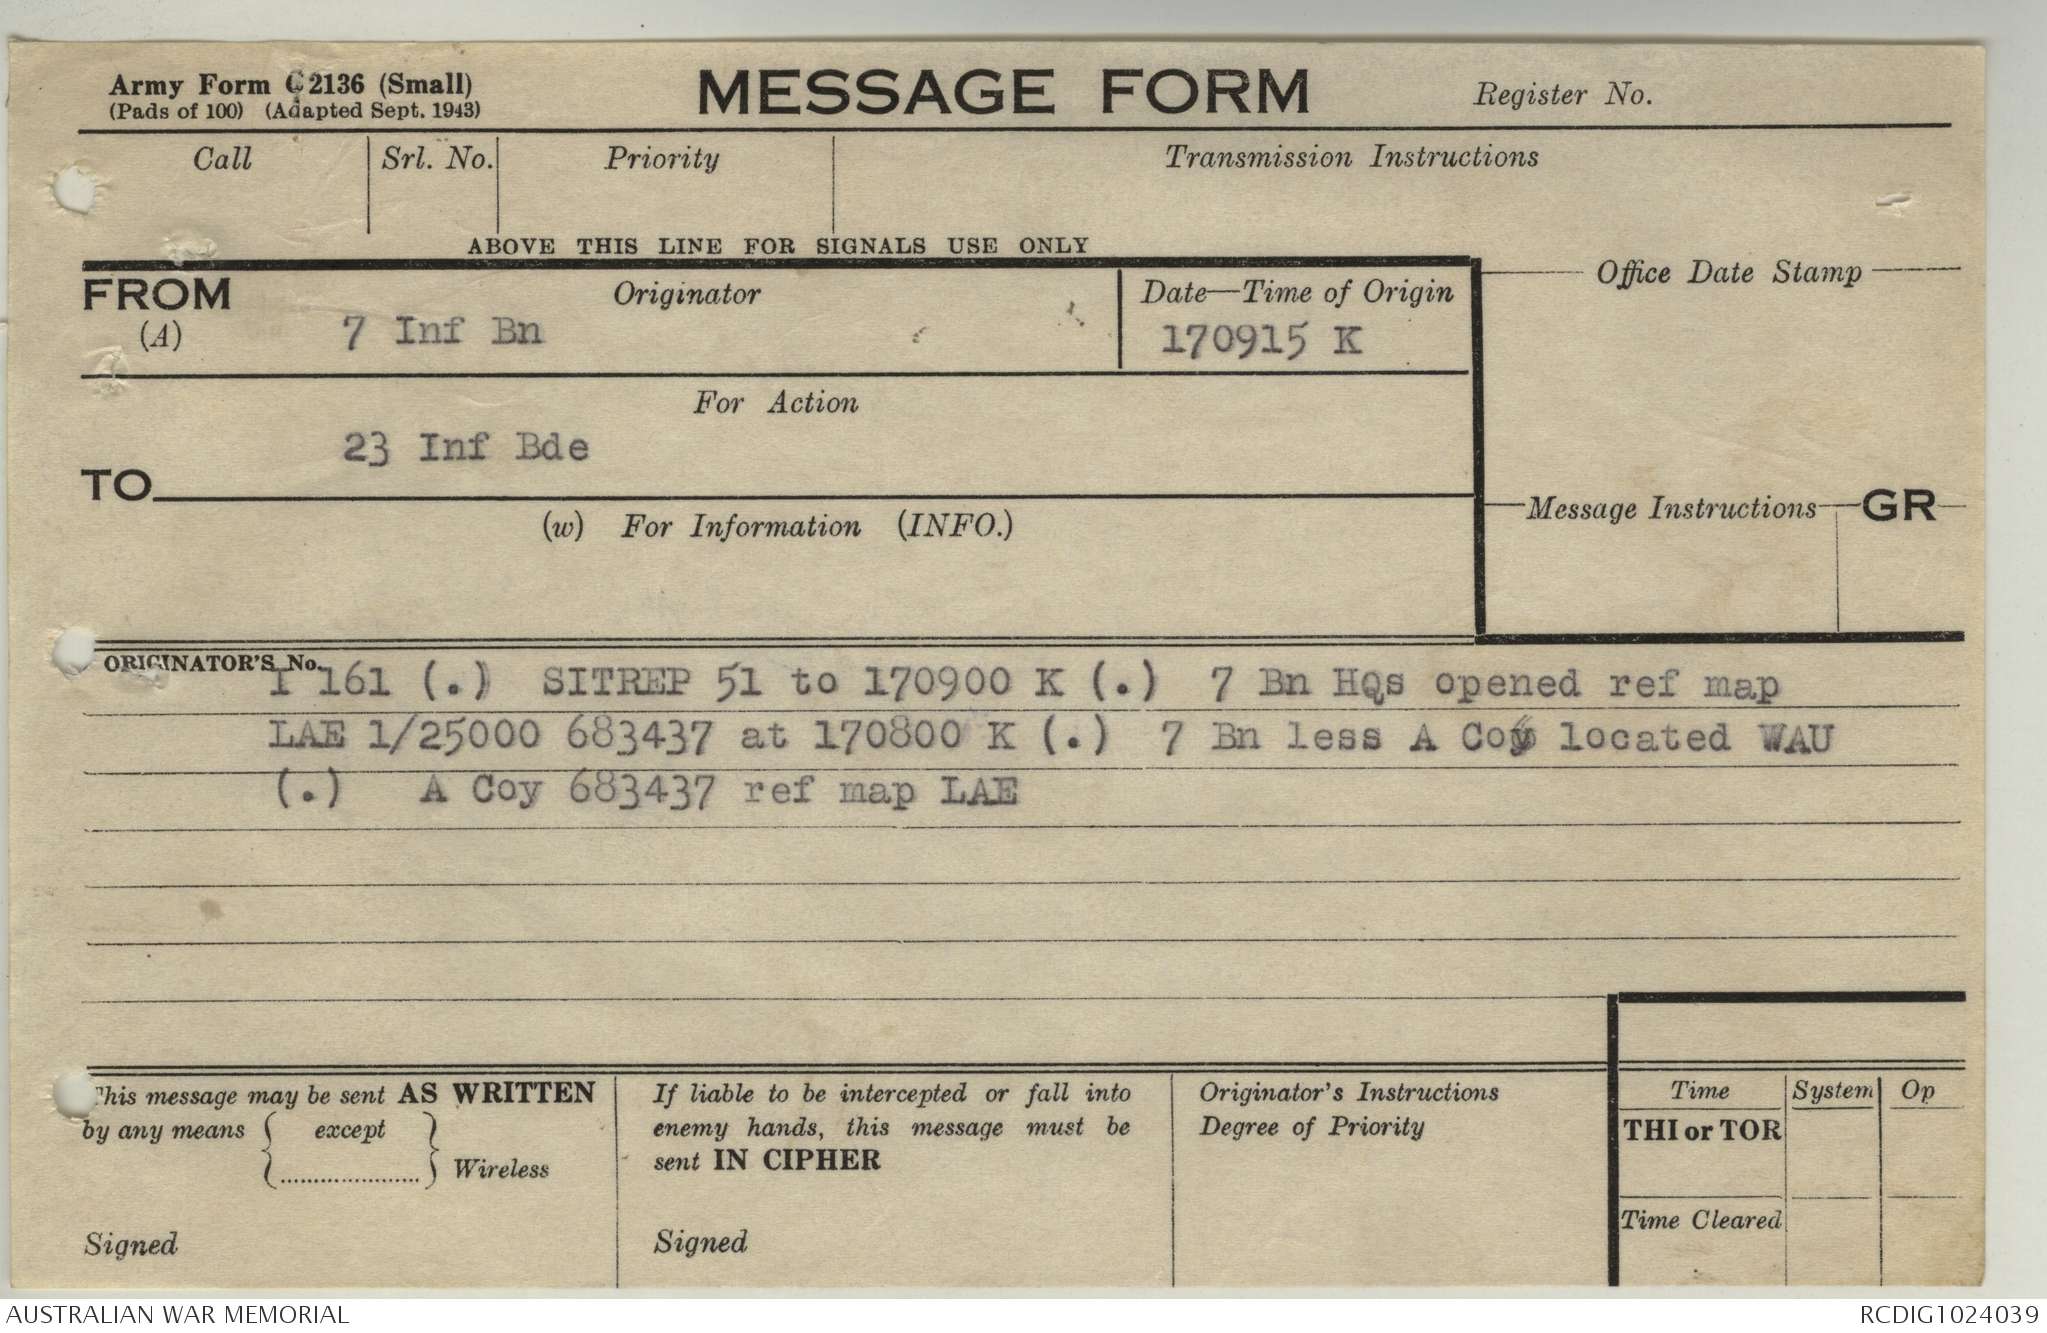 Army Form C2136 (Small)
(Pads of 100) (Adapted Sept. 1943)
MESSAGE FORM
Register No.
Call
Srl. No.
Priority
Transmission Instructions
ABOVE THIS LINE FOR SIGNALS USE ONLY
FROM
(A)
Originator
7 Inf Bn
Date—Time of Origin
170915 K
Office Date Stamp
For Action
23 Inf Bde
TO
(w) For Information (INFO.)
Message Instructions
GR
ORIGINATOR'S No.
I 161 (.) SITREP 51 to 170900 K (.) 7 Bn HQs opened ref map
LAE 1/25000 683437 at 170800 K (.) 7 Bn less A Coy located WAU
(.) A Coy 683437 ref map LAE
This message may be sent AS WRITTEN
by any means { except
..................... } Wireless
Signed
If liable to be intercepted or fall into
enemy hands, this message must be
sent IN CIPHER
Signed
Originator's Instructions
Degree of Priority
Time
System
Op
THI or TOR
Time Cleared
AUSTRALIAN WAR MEMORIAL
RCDIG1024039